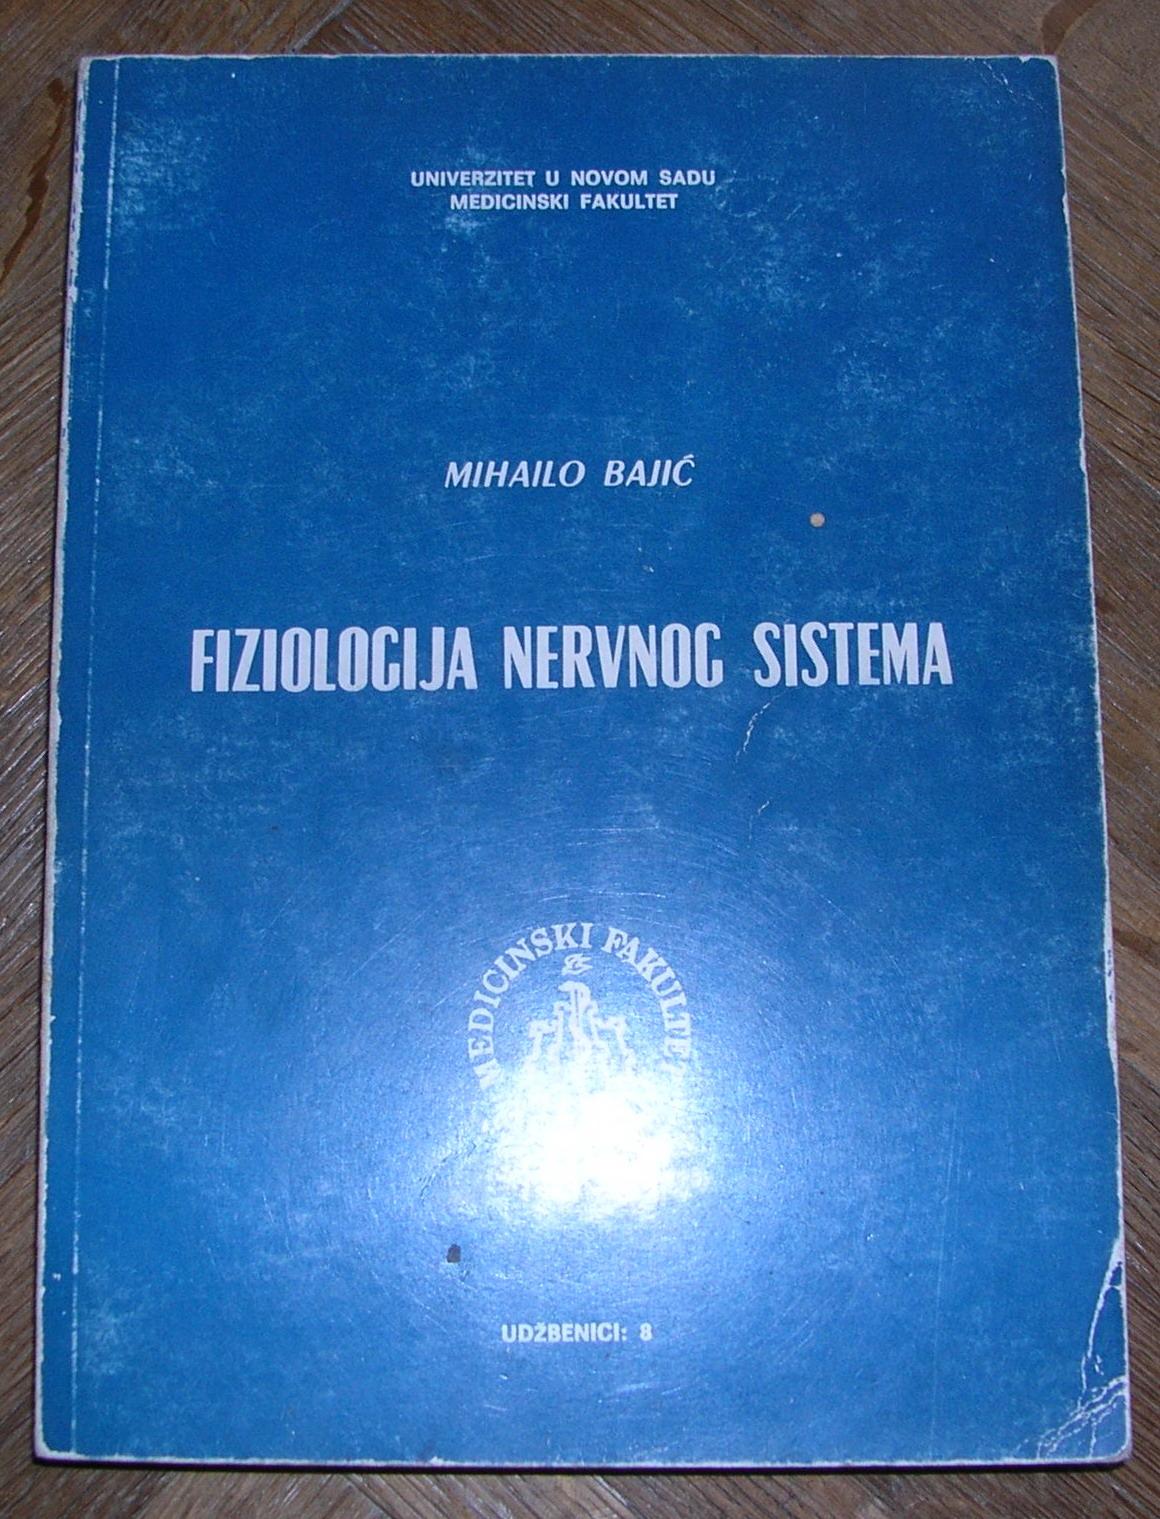 UNIVERZITET U NOVOM SADU
MEDICINSKI FAKULTET
MIHAILO BAJIĆ
FIZIOLOGIJA NERVNOG SISTEMA
MEDICINSKI FAKULTET
UDŽBENICI: 8